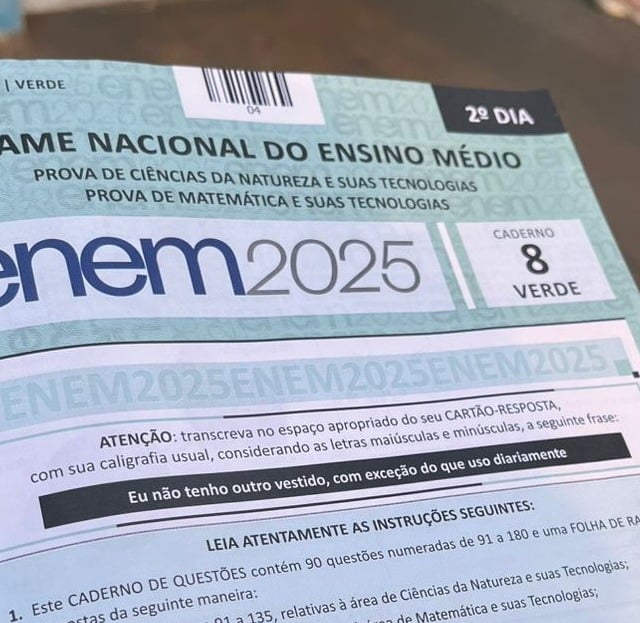 | VERDE
04
2º DIA
AME NACIONAL DO ENSINO MÉDIO
PROVA DE CIÊNCIAS DA NATUREZA E SUAS TECNOLOGIAS
PROVA DE MATEMÁTICA E SUAS TECNOLOGIAS
enem2025
CADERNO
8
VERDE
ENEM2025ENEM2025ENEM2025
ATENÇÃO: transcreva no espaço apropriado do seu CARTÃO-RESPOSTA,
com sua caligrafia usual, considerando as letras maiúsculas e minúsculas, a seguinte frase:
Eu não tenho outro vestido, com exceção do que uso diariamente
LEIA ATENTAMENTE AS INSTRUÇÕES SEGUINTES:
1. Este CADERNO DE QUESTÕES contém 90 questões numeradas de 91 a 180 e uma FOLHA DE RA
stas da seguinte maneira:
91 a 135, relativas à área de Ciências da Natureza e suas Tecnologias;
de Matemática e suas Tecnologias;